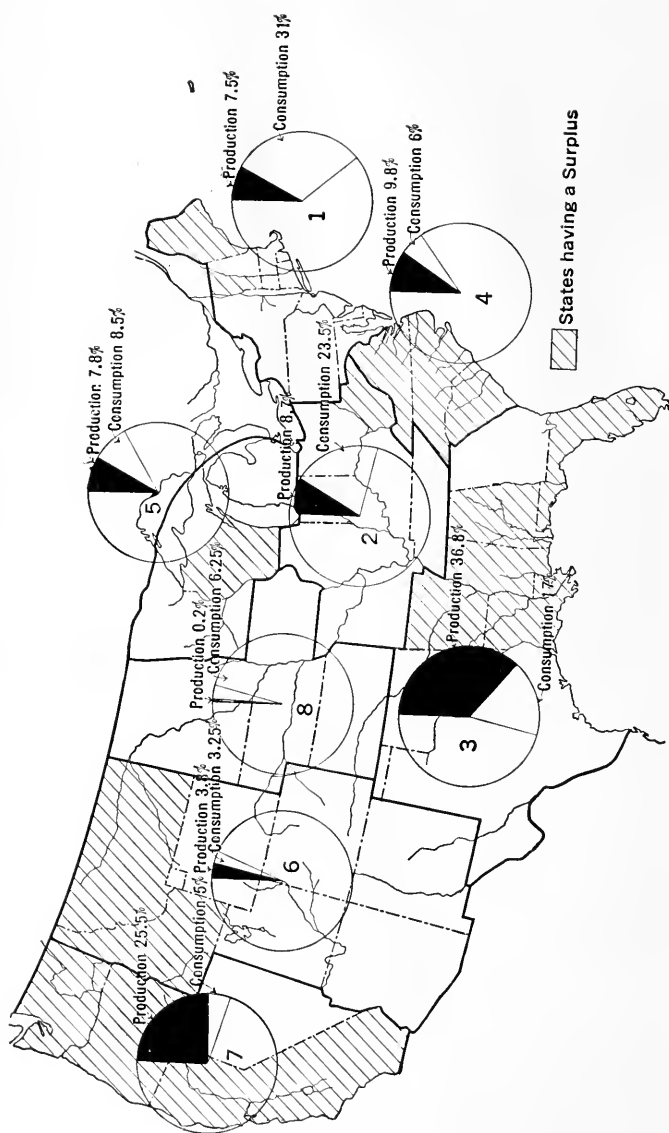 Production 7.5%
Consumption 31%
1
Production 9.8%
Consumption 6%
4
States having a Surplus
Production 7.8%
Consumption 8.5%
5
Production 8.7%
Consumption 23.5%
2
Production 36.8%
Consumption 17%
3
Production 0.2%
Consumption 6.25%
8
Production 3.8%
Consumption 3.25%
6
Production 25.5%
Consumption 5%
7